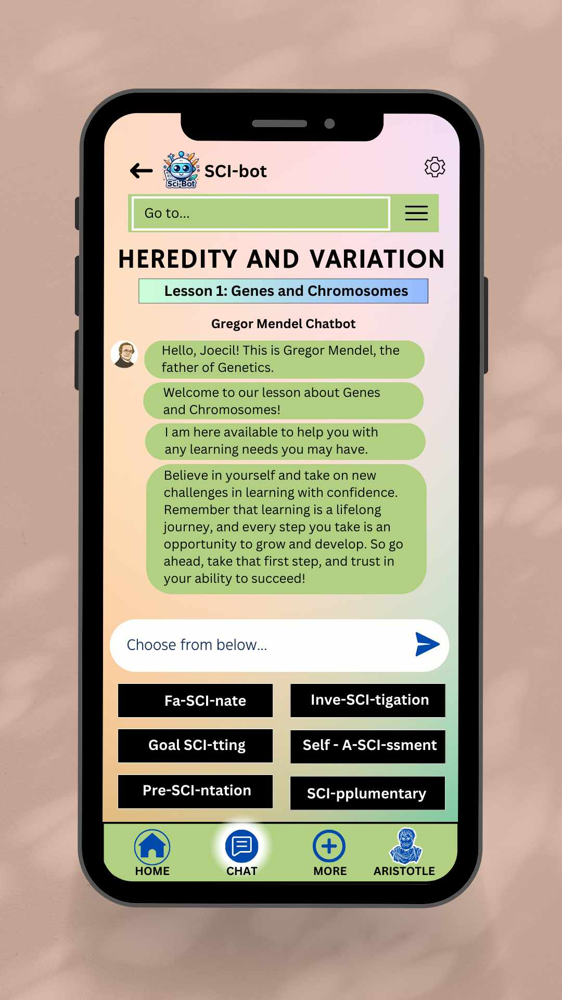 Sci-Bot
SCI-bot
Go to...
HEREDITY AND VARIATION
Lesson 1: Genes and Chromosomes
Gregor Mendel Chatbot
Hello, Joecil! This is Gregor Mendel, the
father of Genetics.
Welcome to our lesson about Genes
and Chromosomes!
I am here available to help you with
any learning needs you may have.
Believe in yourself and take on new
challenges in learning with confidence.
Remember that learning is a lifelong
journey, and every step you take is an
opportunity to grow and develop. So go
ahead, take that first step, and trust in
your ability to succeed!
Choose from below...
Fa-SCI-nate
Inve-SCI-tigation
Goal SCI-tting
Self - A-SCI-ssment
Pre-SCI-ntation
SCI-pplumentary
HOME
CHAT
MORE
ARISTOTLE